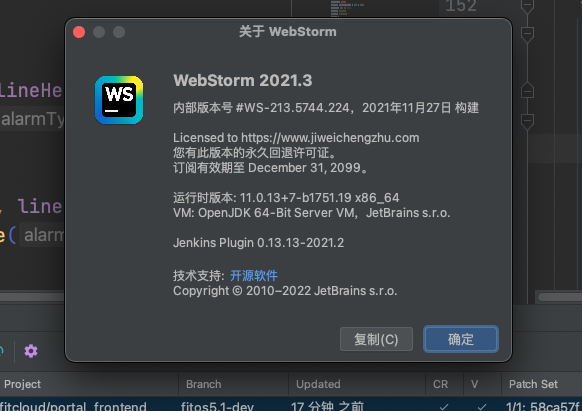 152
关于 WebStorm
WS
WebStorm 2021.3
内部版本号 #WS-213.5744.224，2021年11月27日 构建
lineHe
alarmTy
Licensed to https://www.jiweichengzhu.com
您有此版本的永久回退许可证。
订阅有效期至 December 31, 2099。
运行时版本: 11.0.13+7-b1751.19 x86_64
, line
VM: OpenJDK 64-Bit Server VM，JetBrains s.r.o.
e( alarm
Jenkins Plugin 0.13.13-2021.2
技术支持: 开源软件
Copyright © 2010–2022 JetBrains s.r.o.
复制(C) 确定
Project Branch Updated CR V Patch Set
fitcloud/portal_frontend fitos5.1-dev 17 分钟 之前 1/1: 58ca57f